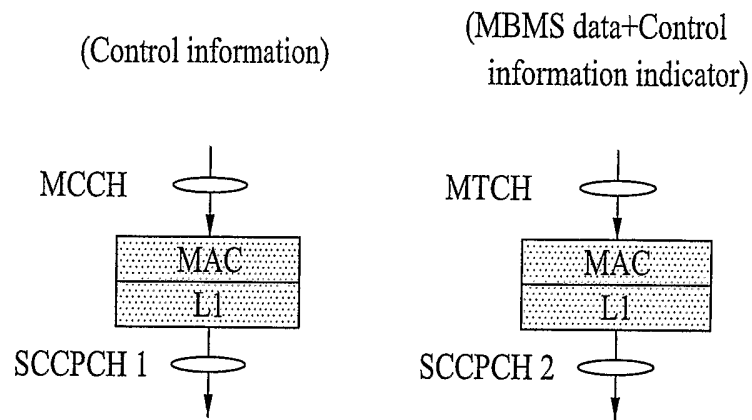 (Control information)
(MBMS data+Control
information indicator)
MCCH
MAC
L1
SCCPCH 1
MTCH
MAC
L1
SCCPCH 2